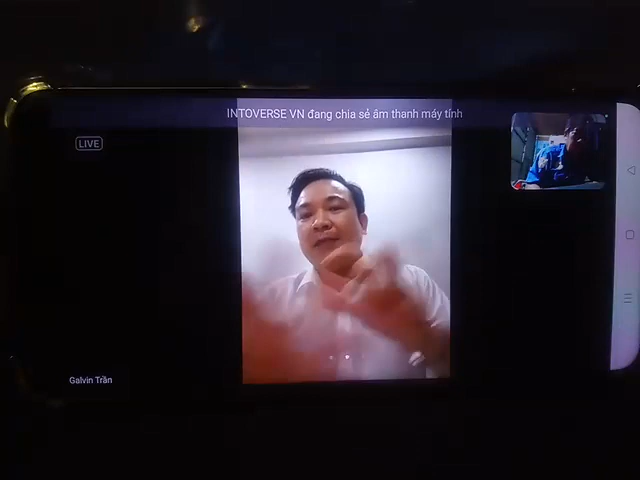 INTOVERSE VN đang chia sẻ âm thanh máy tính
LIVE
Galvin Trần